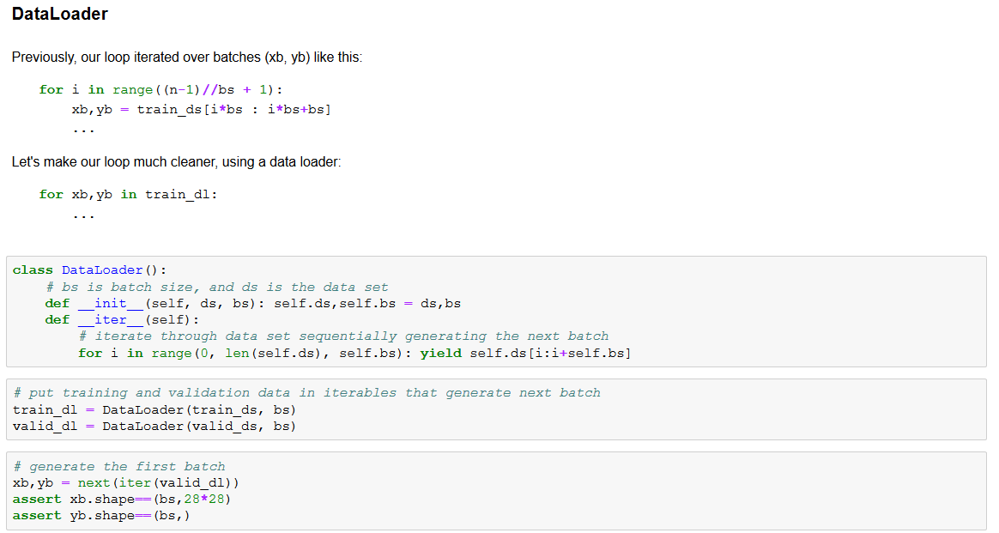 DataLoader
Previously, our loop iterated over batches (xb, yb) like this:
for i in range((n-1)//bs + 1):
    xb,yb = train_ds[i*bs : i*bs+bs]
    ...
Let's make our loop much cleaner, using a data loader:
for xb,yb in train_dl:
    ...
class DataLoader():
    # bs is batch size, and ds is the data set
    def __init__(self, ds, bs): self.ds,self.bs = ds,bs
    def __iter__(self):
        # iterate through data set sequentially generating the next batch
        for i in range(0, len(self.ds), self.bs): yield self.ds[i:i+self.bs]
# put training and validation data in iterables that generate next batch
train_dl = DataLoader(train_ds, bs)
valid_dl = DataLoader(valid_ds, bs)
# generate the first batch
xb,yb = next(iter(valid_dl))
assert xb.shape==(bs,28*28)
assert yb.shape==(bs,)